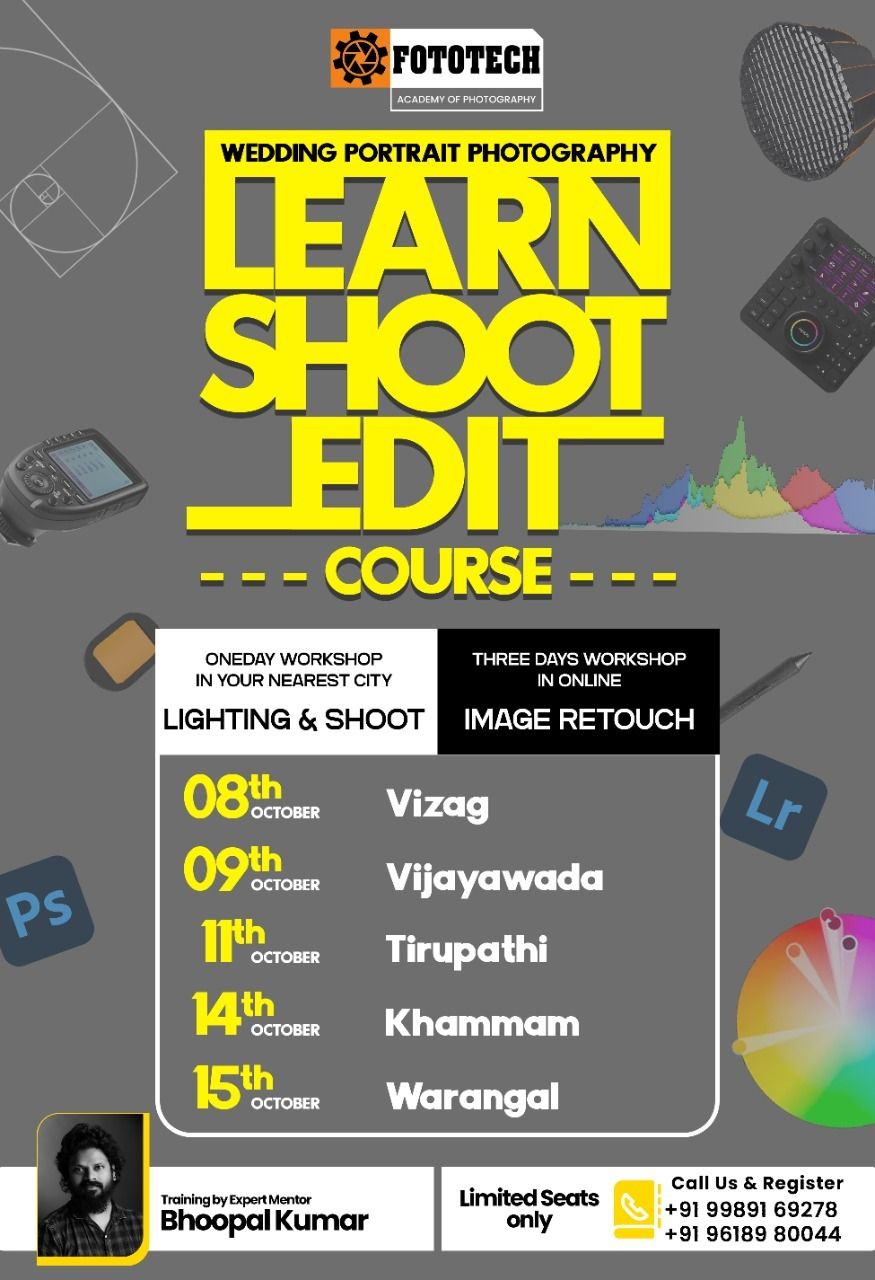 FOTOTECH
ACADEMY OF PHOTOGRAPHY
WEDDING PORTRAIT PHOTOGRAPHY
LEARN
SHOOT
EDIT
- - - COURSE - - -
ONEDAY WORKSHOP
IN YOUR NEAREST CITY
LIGHTING & SHOOT
THREE DAYS WORKSHOP
IN ONLINE
IMAGE RETOUCH
08th OCTOBER Vizag
09th OCTOBER Vijayawada
11th OCTOBER Tirupathi
14th OCTOBER Khammam
15th OCTOBER Warangal
Lr
Ps
Training by Expert Mentor
Bhoopal Kumar
Limited Seats
only
Call Us & Register
+91 99891 69278
+91 96189 80044